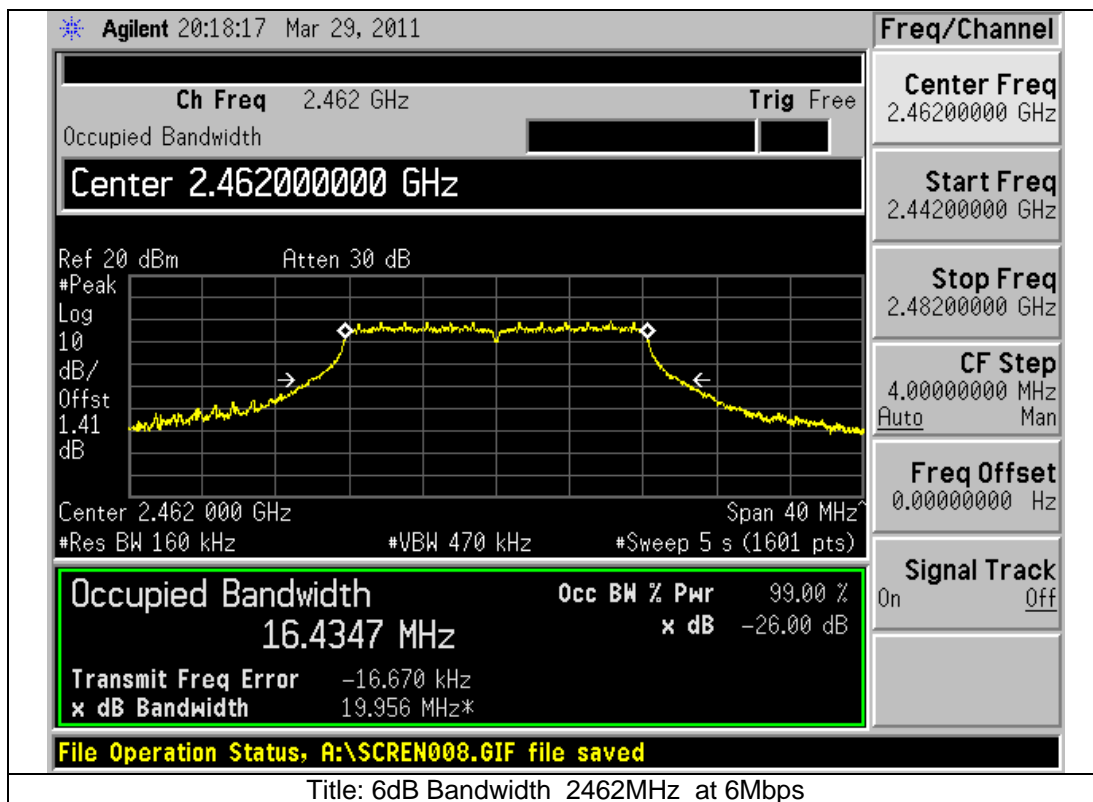 Agilent 20:18:17 Mar 29, 2011
Freq/Channel
Ch Freq 2.462 GHz
Trig Free
Occupied Bandwidth
Center 2.462000000 GHz
Ref 20 dBm
Atten 30 dB
#Peak
Log
10
dB/
Offst
1.41
dB
Center 2.462 000 GHz
Span 40 MHz^
#Res BW 160 kHz
#VBW 470 kHz
#Sweep 5 s (1601 pts)
Occupied Bandwidth
16.4347 MHz
Occ BW % Pwr 99.00 %
x dB -26.00 dB
Transmit Freq Error -16.670 kHz
x dB Bandwidth 19.956 MHz*
File Operation Status, A:\SCREN008.GIF file saved
Center Freq
2.46200000 GHz
Start Freq
2.44200000 GHz
Stop Freq
2.48200000 GHz
CF Step
4.00000000 MHz
Auto Man
Freq Offset
0.00000000 Hz
Signal Track
On Off
Title: 6dB Bandwidth 2462MHz at 6Mbps